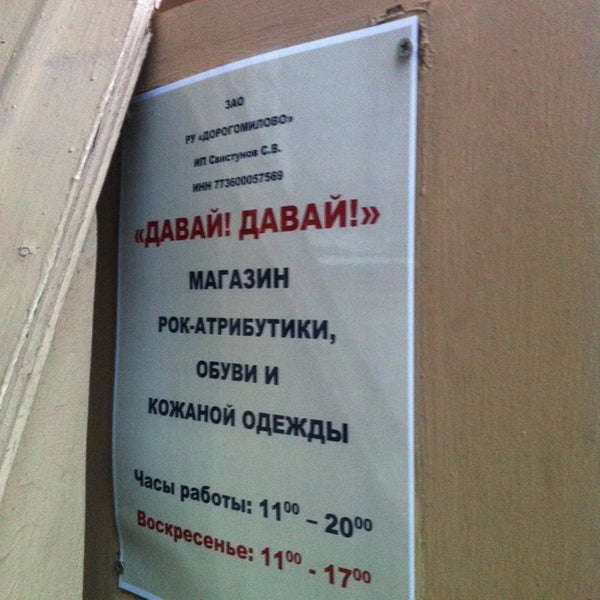 ЗАО
РУ «ДОРОГОМИЛОВО»
ИП Свистунов С.В.
ИНН 773600057569
«ДАВАЙ! ДАВАЙ!»
МАГАЗИН
РОК-АТРИБУТИКИ,
ОБУВИ И
КОЖАНОЙ ОДЕЖДЫ
Часы работы: 11⁰⁰ – 20⁰⁰
Воскресенье: 11⁰⁰ - 17⁰⁰